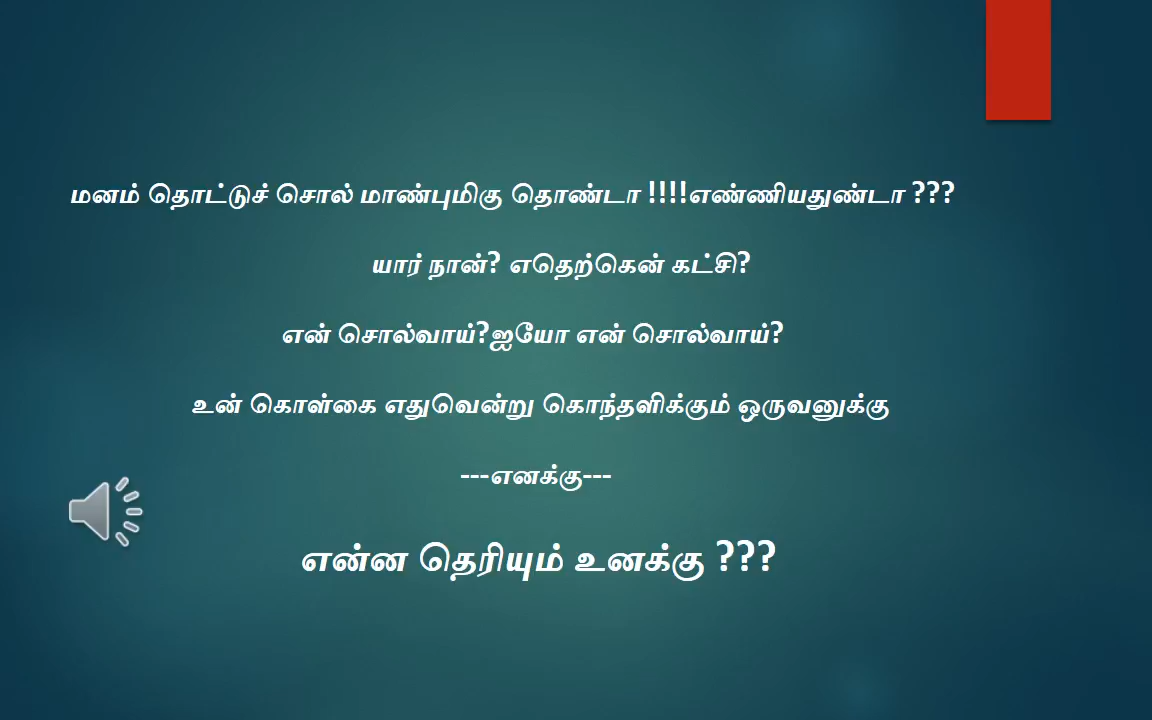 மனம் தொட்டுச் சொல் மாண்புமிகு தொண்டா !!!!எண்ணியதுண்டா ???
யார் நான்? எதெற்கென் கட்சி?
என் சொல்வாய்?ஐயோ என் சொல்வாய்?
உன் கொள்கை எதுவென்று கொந்தளிக்கும் ஒருவனுக்கு
---எனக்கு---
என்ன தெரியும் உனக்கு ???